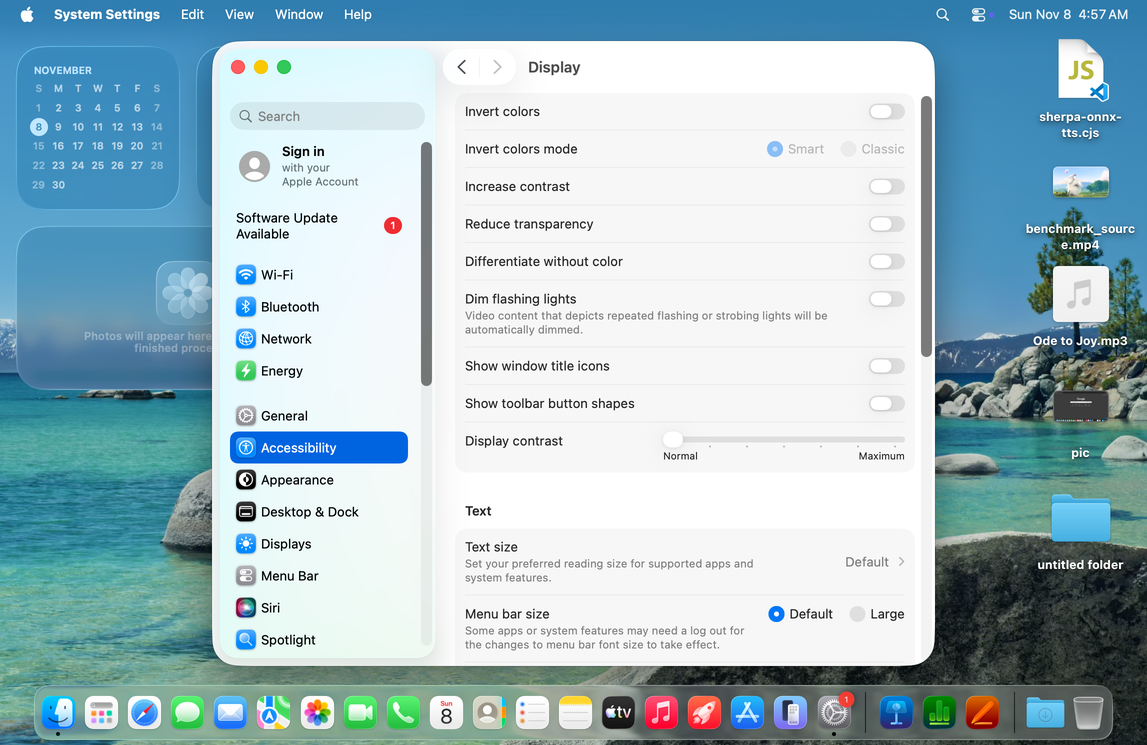 System Settings Edit View Window Help
Sun Nov 8 4:57 AM
NOVEMBER
S M T W T F S
1 2 3 4 5 6 7
8 9 10 11 12 13 14
15 16 17 18 19 20 21
22 23 24 25 26 27 28
29 30
Photos will appear here
finished proce
Search
Sign in
with your
Apple Account
Software Update
Available
1
Wi-Fi
Bluetooth
Network
Energy
General
Accessibility
Appearance
Desktop & Dock
Displays
Menu Bar
Siri
Spotlight
Display
Invert colors
Invert colors mode
Smart Classic
Increase contrast
Reduce transparency
Differentiate without color
Dim flashing lights
Video content that depicts repeated flashing or strobing lights will be
automatically dimmed.
Show window title icons
Show toolbar button shapes
Display contrast
Normal Maximum
Text
Text size
Set your preferred reading size for supported apps and
system features.
Default
Menu bar size
Default Large
Some apps or system features may need a log out for
the changes to menu bar font size to take effect.
JS
sherpa-onnx-
tts.cjs
benchmark_sourc
e.mp4
Ode to Joy.mp3
pic
untitled folder
Sun
8
tv
1